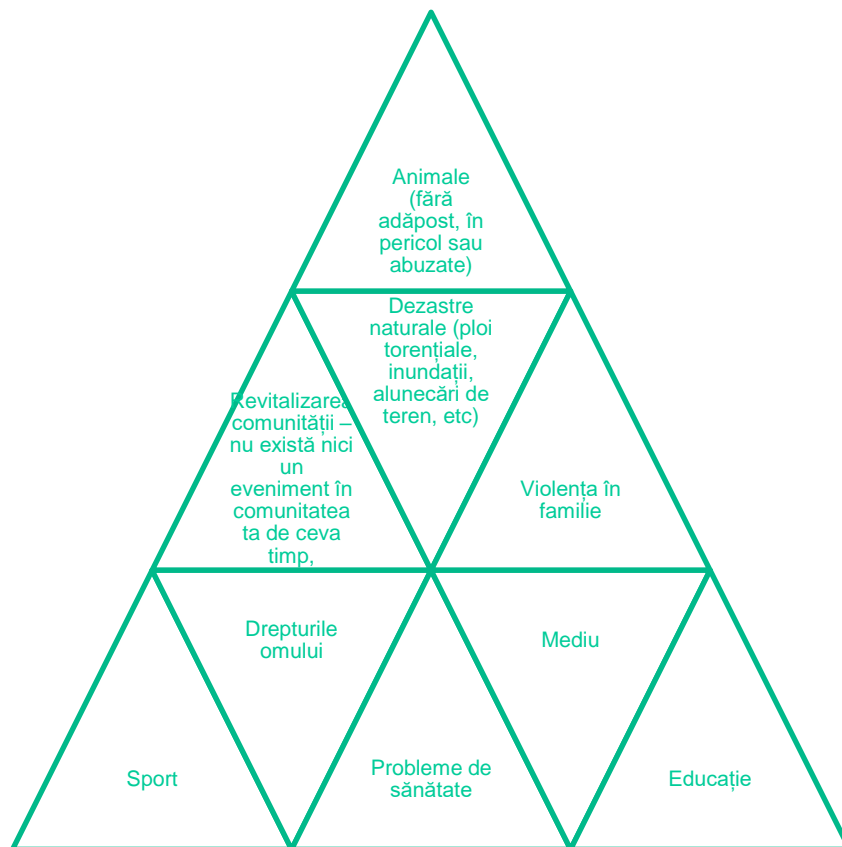 Animale
(fără
adăpost, în
pericol sau
abuzate)
Dezastre
naturale (ploi
torențiale,
inundații,
alunecări de
teren, etc)
Revitalizarea
comunității –
nu există nici
un
eveniment în
comunitatea
ta de ceva
timp,
Violența în
familie
Drepturile
omului
Mediu
Sport
Probleme de
sănătate
Educație